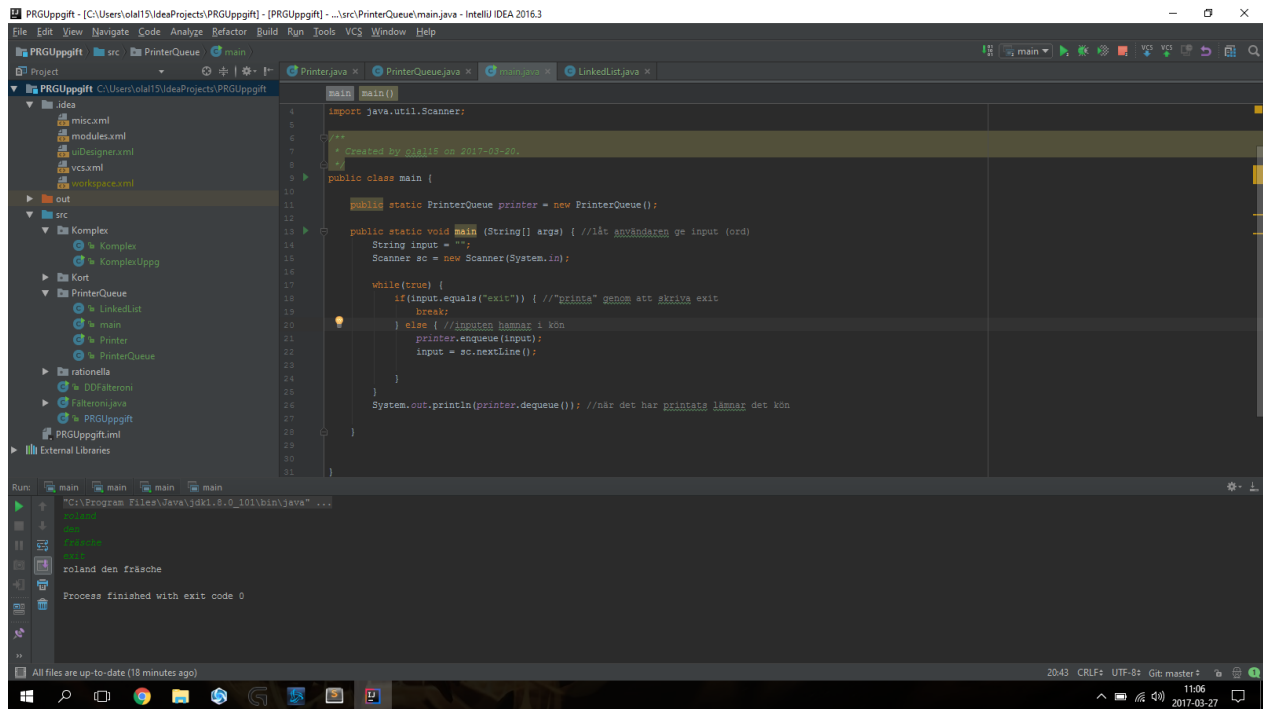 PRGUppgift - [C:\Users\olal15\IdeaProjects\PRGUppgift] - [PRGUppgift] - ...\src\PrinterQueue\main.java - IntelliJ IDEA 2016.3
File Edit View Navigate Code Analyze Refactor Build Run Tools VCS Window Help
PRGUppgift src PrinterQueue main
main
VCS VCS
Project
Printer.java PrinterQueue.java main.java LinkedList.java
PRGUppgift C:\Users\olal15\IdeaProjects\PRGUppgift
.idea
misc.xml
modules.xml
uiDesigner.xml
vcs.xml
workspace.xml
out
src
Komplex
Komplex
KomplexUppg
Kort
PrinterQueue
LinkedList
main
Printer
PrinterQueue
rationella
DDFälteroni
Fälteroni.java
PRGUppgift
PRGUppgift.iml
External Libraries
main main()
4 import java.util.Scanner;
5
6 /**
7 * Created by olal15 on 2017-03-20.
8 */
9 public class main {
10
11 public static PrinterQueue printer = new PrinterQueue();
12
13 public static void main (String[] args) { //låt användaren ge input (ord)
14 String input = "";
15 Scanner sc = new Scanner(System.in);
16
17 while(true) {
18 if(input.equals("exit")) { //"printa" genom att skriva exit
19 break;
20 } else { //inputen hamnar i kön
21 printer.enqueue(input);
22 input = sc.nextLine();
23
24 }
25 }
26 System.out.println(printer.dequeue()); //när det har printats lämnar det kön
27
28 }
29
30
31 }
Run: main main main main
"C:\Program Files\Java\jdk1.8.0_101\bin\java" ...
roland
den
fräsche
exit
roland den fräsche
Process finished with exit code 0
All files are up-to-date (18 minutes ago)
20:43 CRLF UTF-8 Git: master 1
11:06
2017-03-27